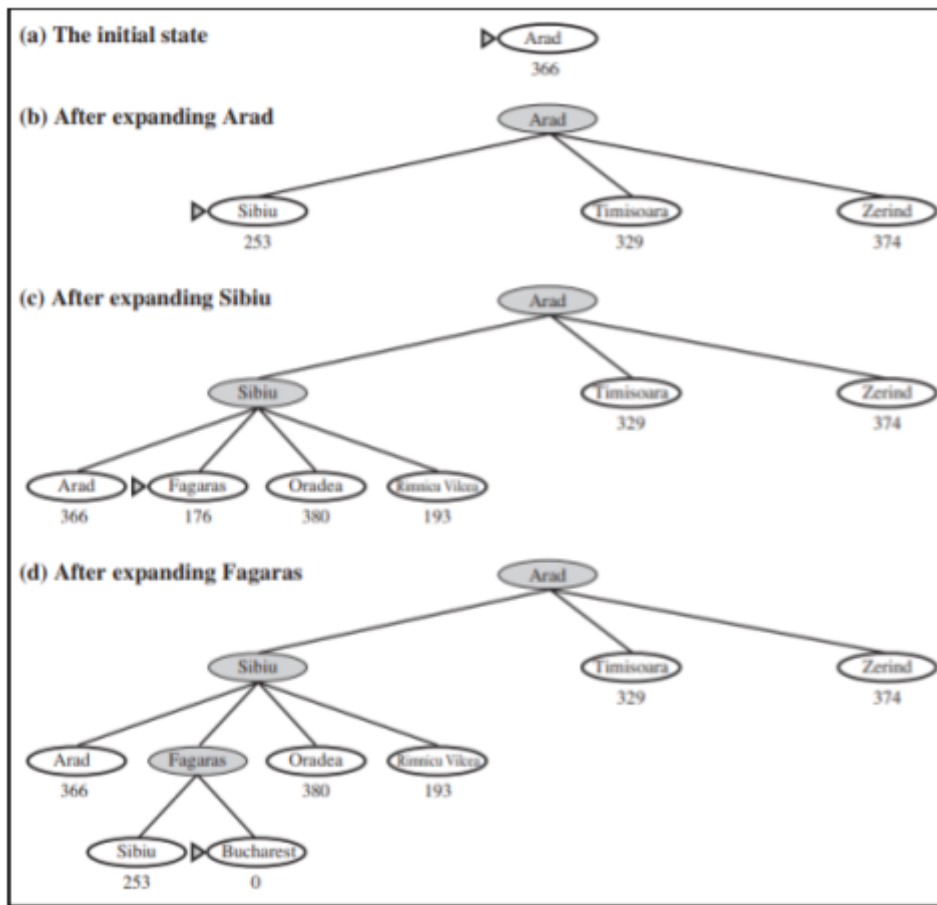 (a) The initial state
Arad
366
(b) After expanding Arad
Arad
Sibiu
Timisoara
Zerind
253
329
374
(c) After expanding Sibiu
Arad
Sibiu
Timisoara
Zerind
329
374
Arad
Fagaras
Oradea
Rimnicu Vilcea
366
176
380
193
(d) After expanding Fagaras
Arad
Sibiu
Timisoara
Zerind
329
374
Arad
Fagaras
Oradea
Rimnicu Vilcea
366
380
193
Sibiu
Bucharest
253
0